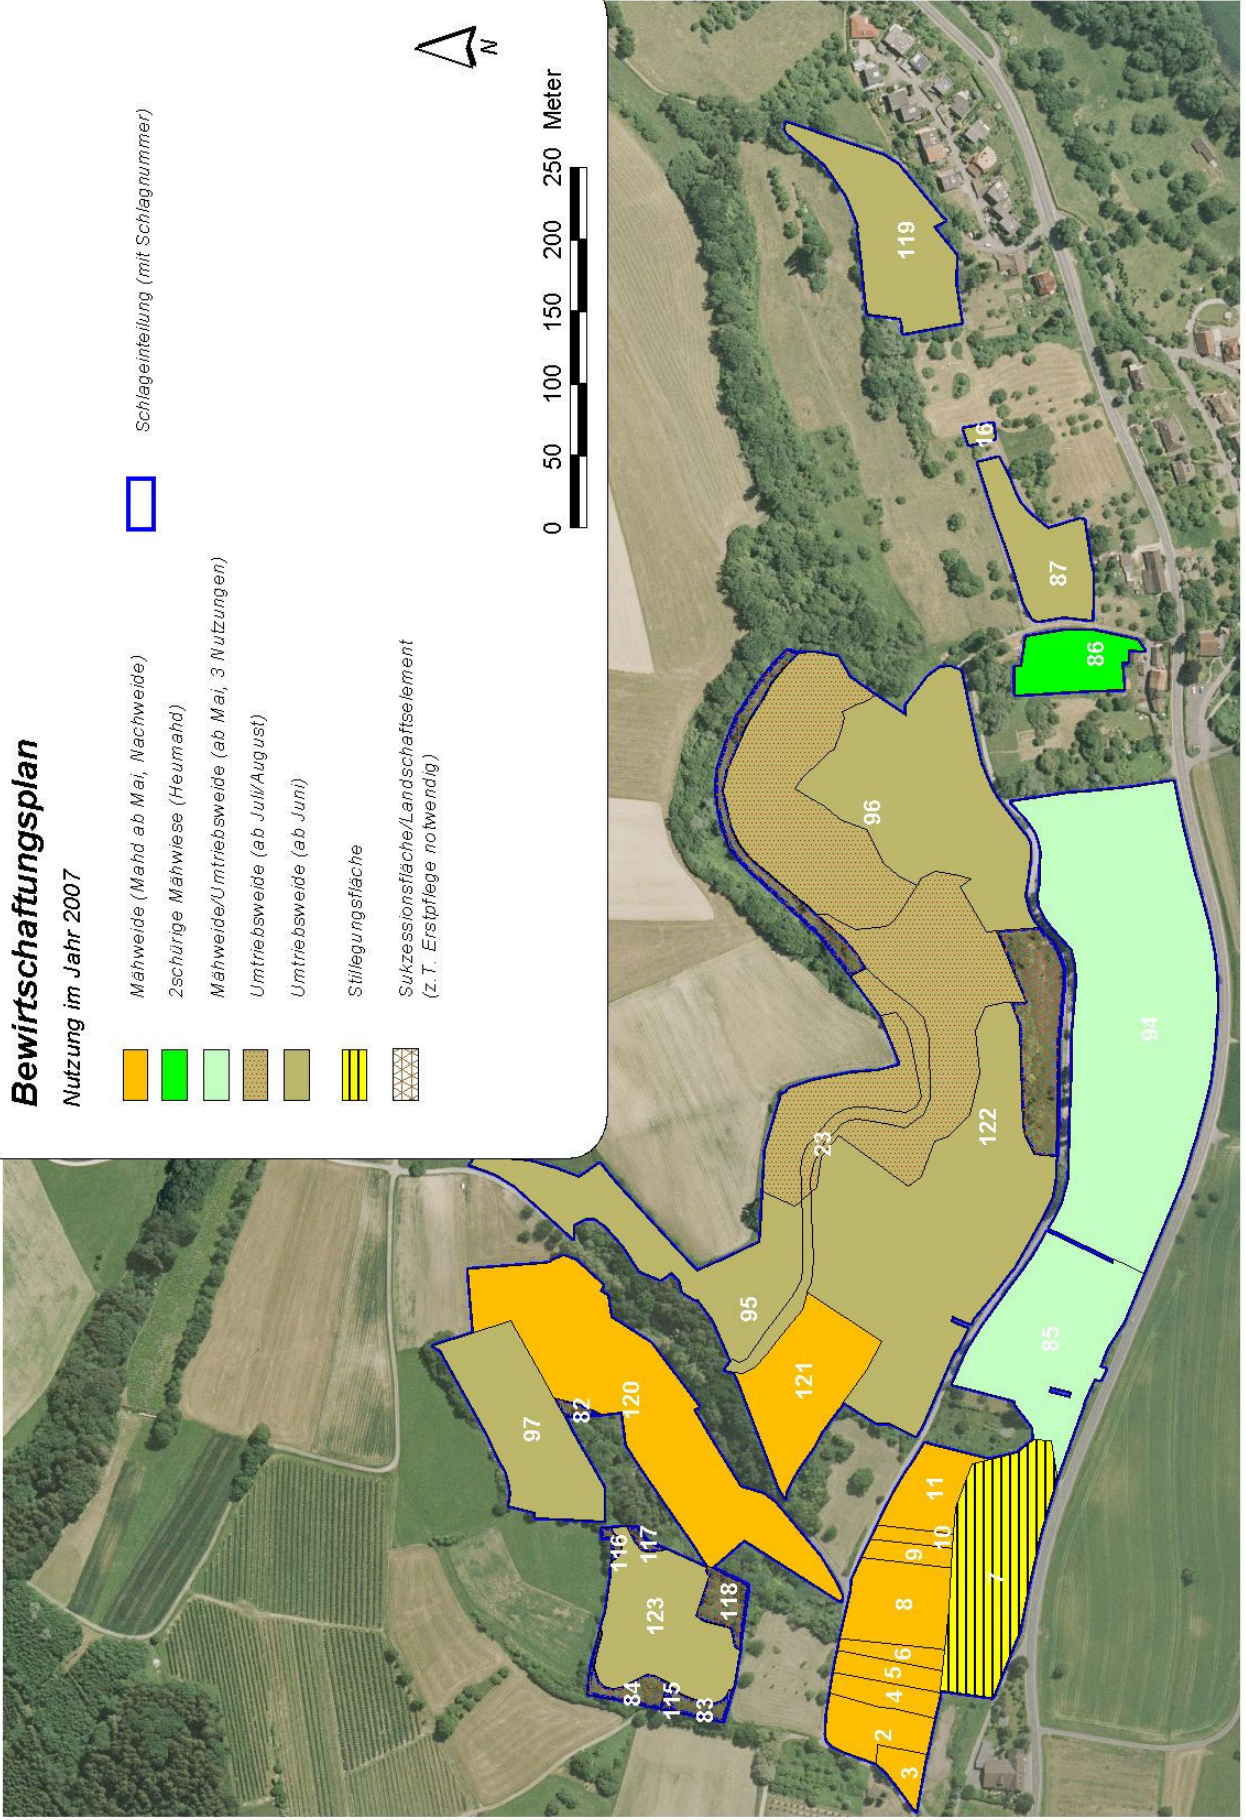 Bewirtschaftungsplan
Nutzung im Jahr 2007
Mähweide (Mahd ab Mai, Nachweide)
2schürige Mähwiese (Heumahd)
Mähweide/Umtriebsweide (ab Mai, 3 Nutzungen)
Umtriebsweide (ab Juli/August)
Umtriebsweide (ab Juni)
Stillegungsfläche
Sukzessionsfläche/Landschaftselement
(z.T. Erstpflege notwendig)
Schlageinteilung (mit Schlagnummer)
0 50 100 150 200 250 Meter
N
97
82
120
116
117
123
118
84
115
83
95
121
23
122
96
119
16
87
86
94
85
11
10
9
8
7
6
5
4
2
3